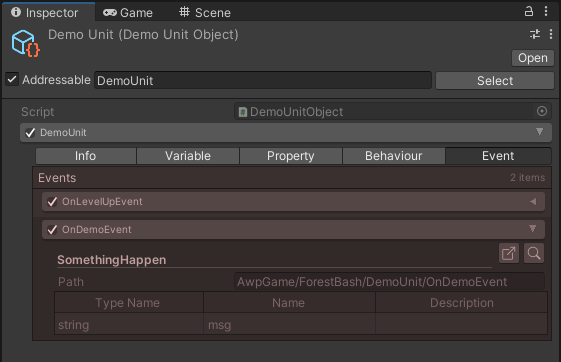 Inspector Game Scene
Demo Unit (Demo Unit Object)
Open
Addressable DemoUnit Select
Script DemoUnitObject
DemoUnit
Info Variable Property Behaviour Event
Events 2 items
OnLevelUpEvent
OnDemoEvent
SomethingHappen
Path AwpGame/ForestBash/DemoUnit/OnDemoEvent
Type Name Name Description
string msg